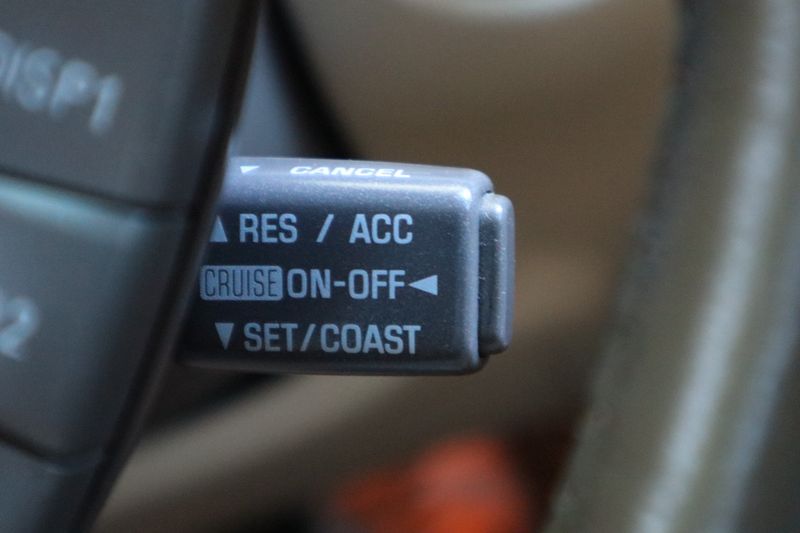 DISP1
CANCEL
RES / ACC
CRUISE ON-OFF
SET/COAST